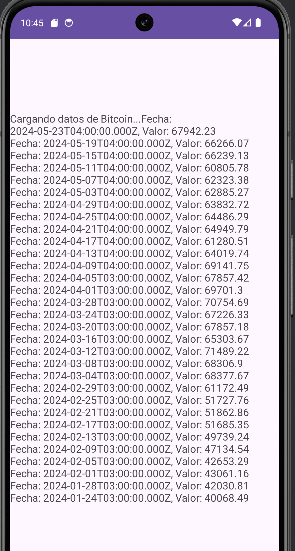 10:45
Cargando datos de Bitcoin...Fecha:
2024-05-23T04:00:00.000Z, Valor: 67942.23
Fecha: 2024-05-19T04:00:00.000Z, Valor: 66266.07
Fecha: 2024-05-15T04:00:00.000Z, Valor: 66239.13
Fecha: 2024-05-11T04:00:00.000Z, Valor: 60805.78
Fecha: 2024-05-07T04:00:00.000Z, Valor: 62323.38
Fecha: 2024-05-03T04:00:00.000Z, Valor: 62885.27
Fecha: 2024-04-29T04:00:00.000Z, Valor: 63832.72
Fecha: 2024-04-25T04:00:00.000Z, Valor: 64486.29
Fecha: 2024-04-21T04:00:00.000Z, Valor: 64949.79
Fecha: 2024-04-17T04:00:00.000Z, Valor: 61280.51
Fecha: 2024-04-13T04:00:00.000Z, Valor: 64019.74
Fecha: 2024-04-09T04:00:00.000Z, Valor: 69141.75
Fecha: 2024-04-05T03:00:00.000Z, Valor: 67857.42
Fecha: 2024-04-01T03:00:00.000Z, Valor: 69701.3
Fecha: 2024-03-28T03:00:00.000Z, Valor: 70754.69
Fecha: 2024-03-24T03:00:00.000Z, Valor: 67226.33
Fecha: 2024-03-20T03:00:00.000Z, Valor: 67857.18
Fecha: 2024-03-16T03:00:00.000Z, Valor: 65303.67
Fecha: 2024-03-12T03:00:00.000Z, Valor: 71489.22
Fecha: 2024-03-08T03:00:00.000Z, Valor: 68306.9
Fecha: 2024-03-04T03:00:00.000Z, Valor: 68377.67
Fecha: 2024-02-29T03:00:00.000Z, Valor: 61172.49
Fecha: 2024-02-25T03:00:00.000Z, Valor: 51727.76
Fecha: 2024-02-21T03:00:00.000Z, Valor: 51862.86
Fecha: 2024-02-17T03:00:00.000Z, Valor: 51685.35
Fecha: 2024-02-13T03:00:00.000Z, Valor: 49739.24
Fecha: 2024-02-09T03:00:00.000Z, Valor: 47134.54
Fecha: 2024-02-05T03:00:00.000Z, Valor: 42653.29
Fecha: 2024-02-01T03:00:00.000Z, Valor: 43061.16
Fecha: 2024-01-28T03:00:00.000Z, Valor: 42030.81
Fecha: 2024-01-24T03:00:00.000Z, Valor: 40068.49